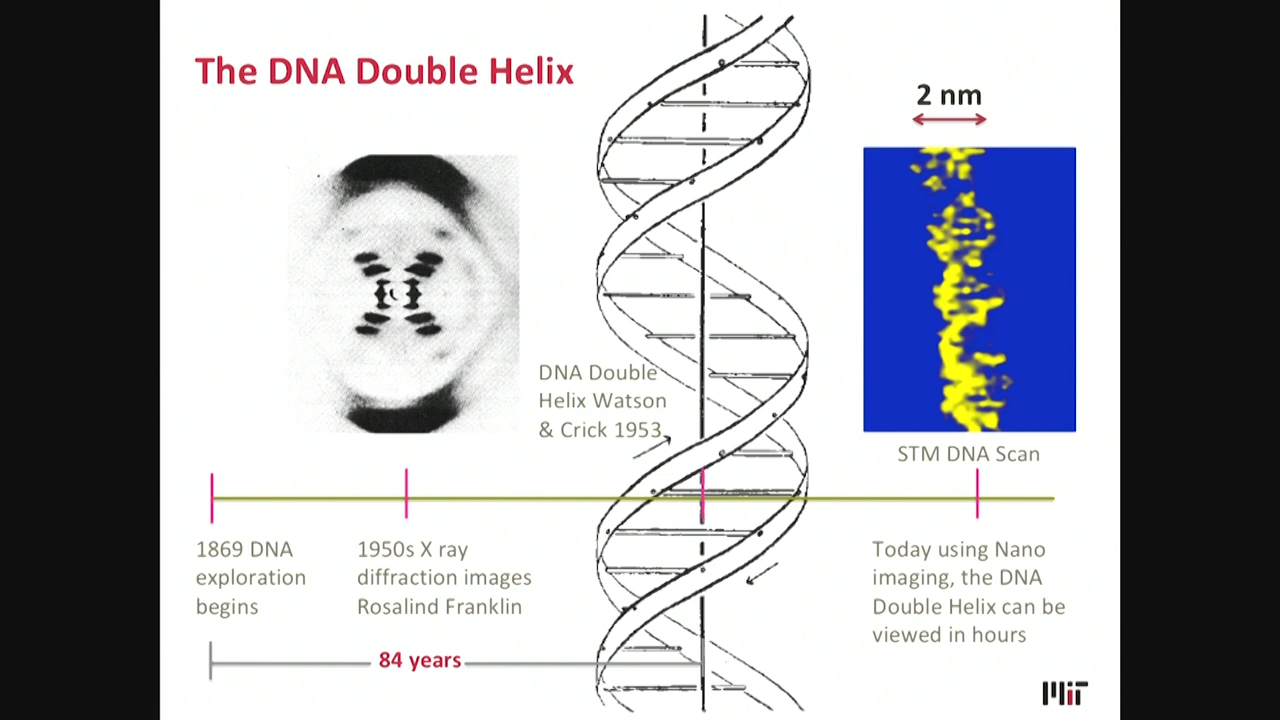 The DNA Double Helix
2 nm
DNA Double
Helix Watson
& Crick 1953
STM DNA Scan
1869 DNA
exploration
begins
1950s X ray
diffraction images
Rosalind Franklin
Today using Nano
imaging, the DNA
Double Helix can be
viewed in hours
84 years
MIT